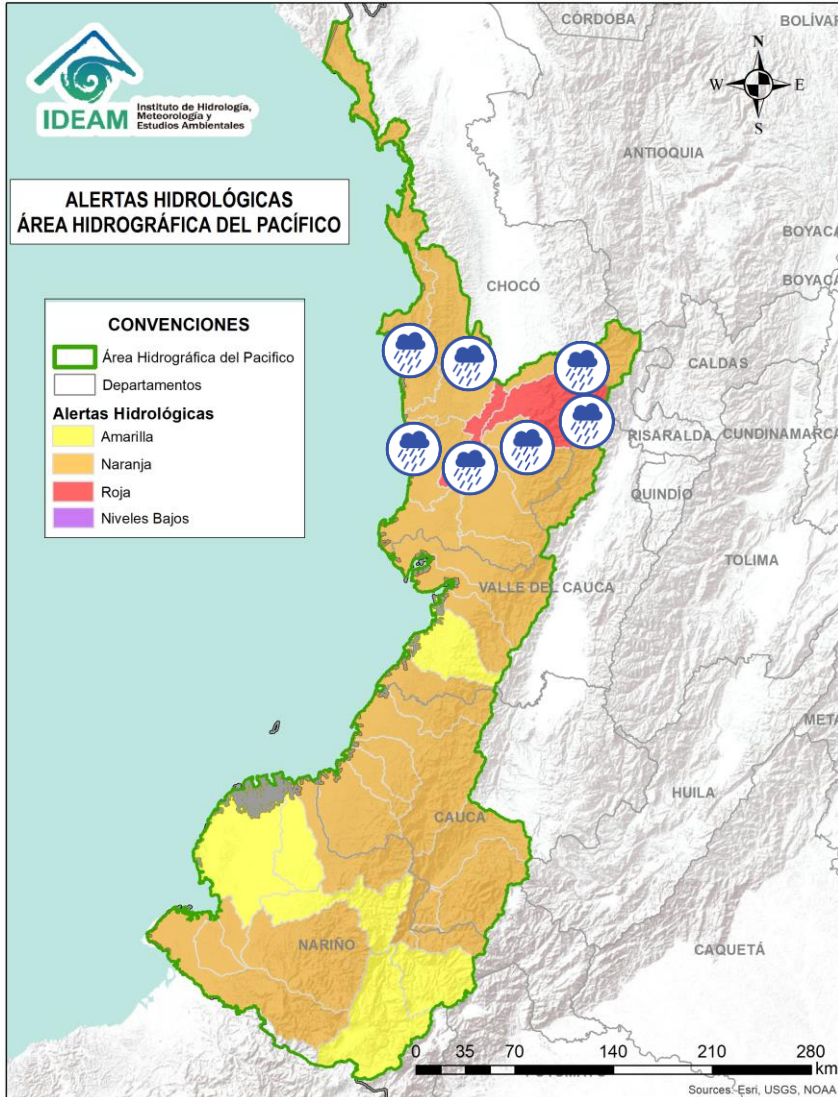 CÓRDOBA
BOLÍVAR
IDEAM
Instituto de Hidrología,
Meteorología y
Estudios Ambientales
N
W
E
S
ANTIOQUIA
ALERTAS HIDROLÓGICAS
ÁREA HIDROGRÁFICA DEL PACÍFICO
BOYACÁ
BOYACÁ
CHOCÓ
CONVENCIONES
Área Hidrográfica del Pacifico
Departamentos
Alertas Hidrológicas
Amarilla
Naranja
Roja
Niveles Bajos
CALDAS
RISARALDA
CUNDINAMARCA
QUINDÍO
TOLIMA
VALLE DEL CAUCA
META
HUILA
CAUCA
NARIÑO
CAQUETÁ
0 35 70 140 210 280
km
Sources: Esri, USGS, NOAA